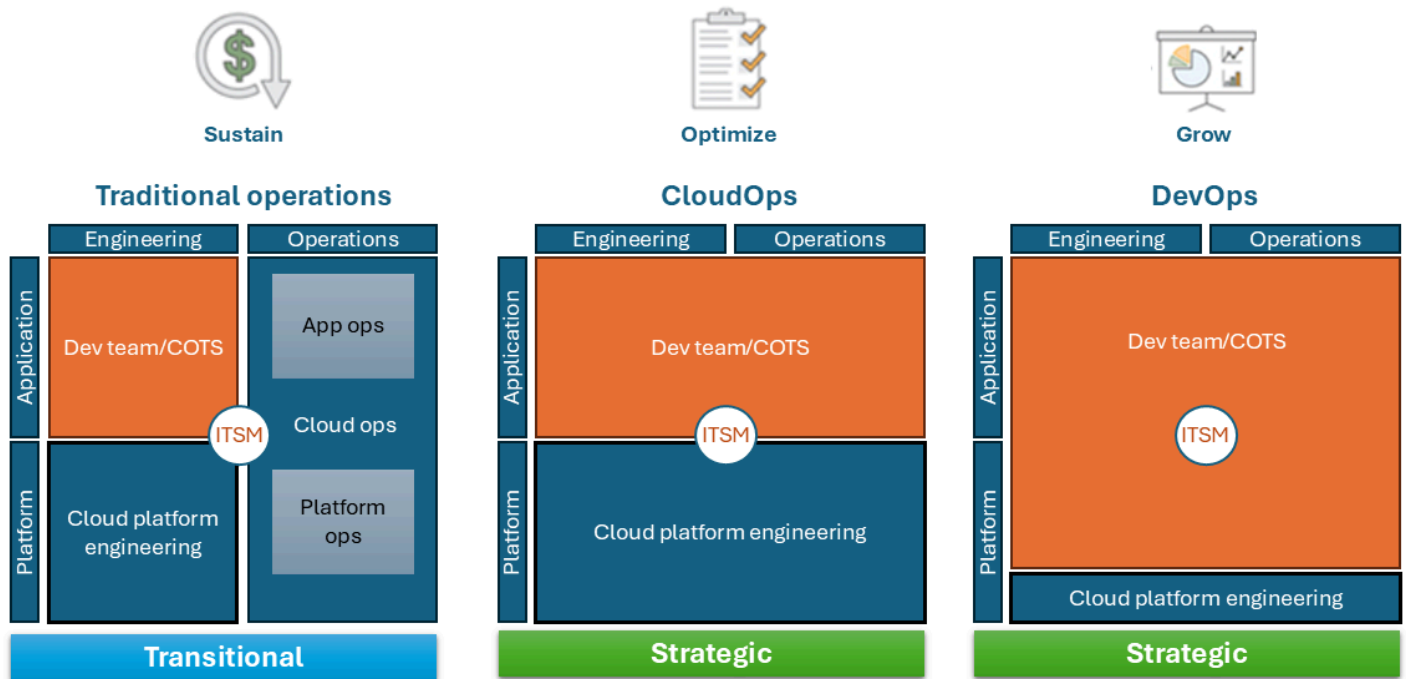 Sustain
Optimize
Grow
Traditional operations
CloudOps
DevOps
Engineering
Operations
Engineering
Operations
Engineering
Operations
Application
Dev team/COTS
App ops
Cloud ops
ITSM
Platform
Cloud platform
engineering
Platform
ops
Transitional
Application
Dev team/COTS
ITSM
Platform
Cloud platform engineering
Strategic
Application
Dev team/COTS
ITSM
Platform
Cloud platform engineering
Strategic